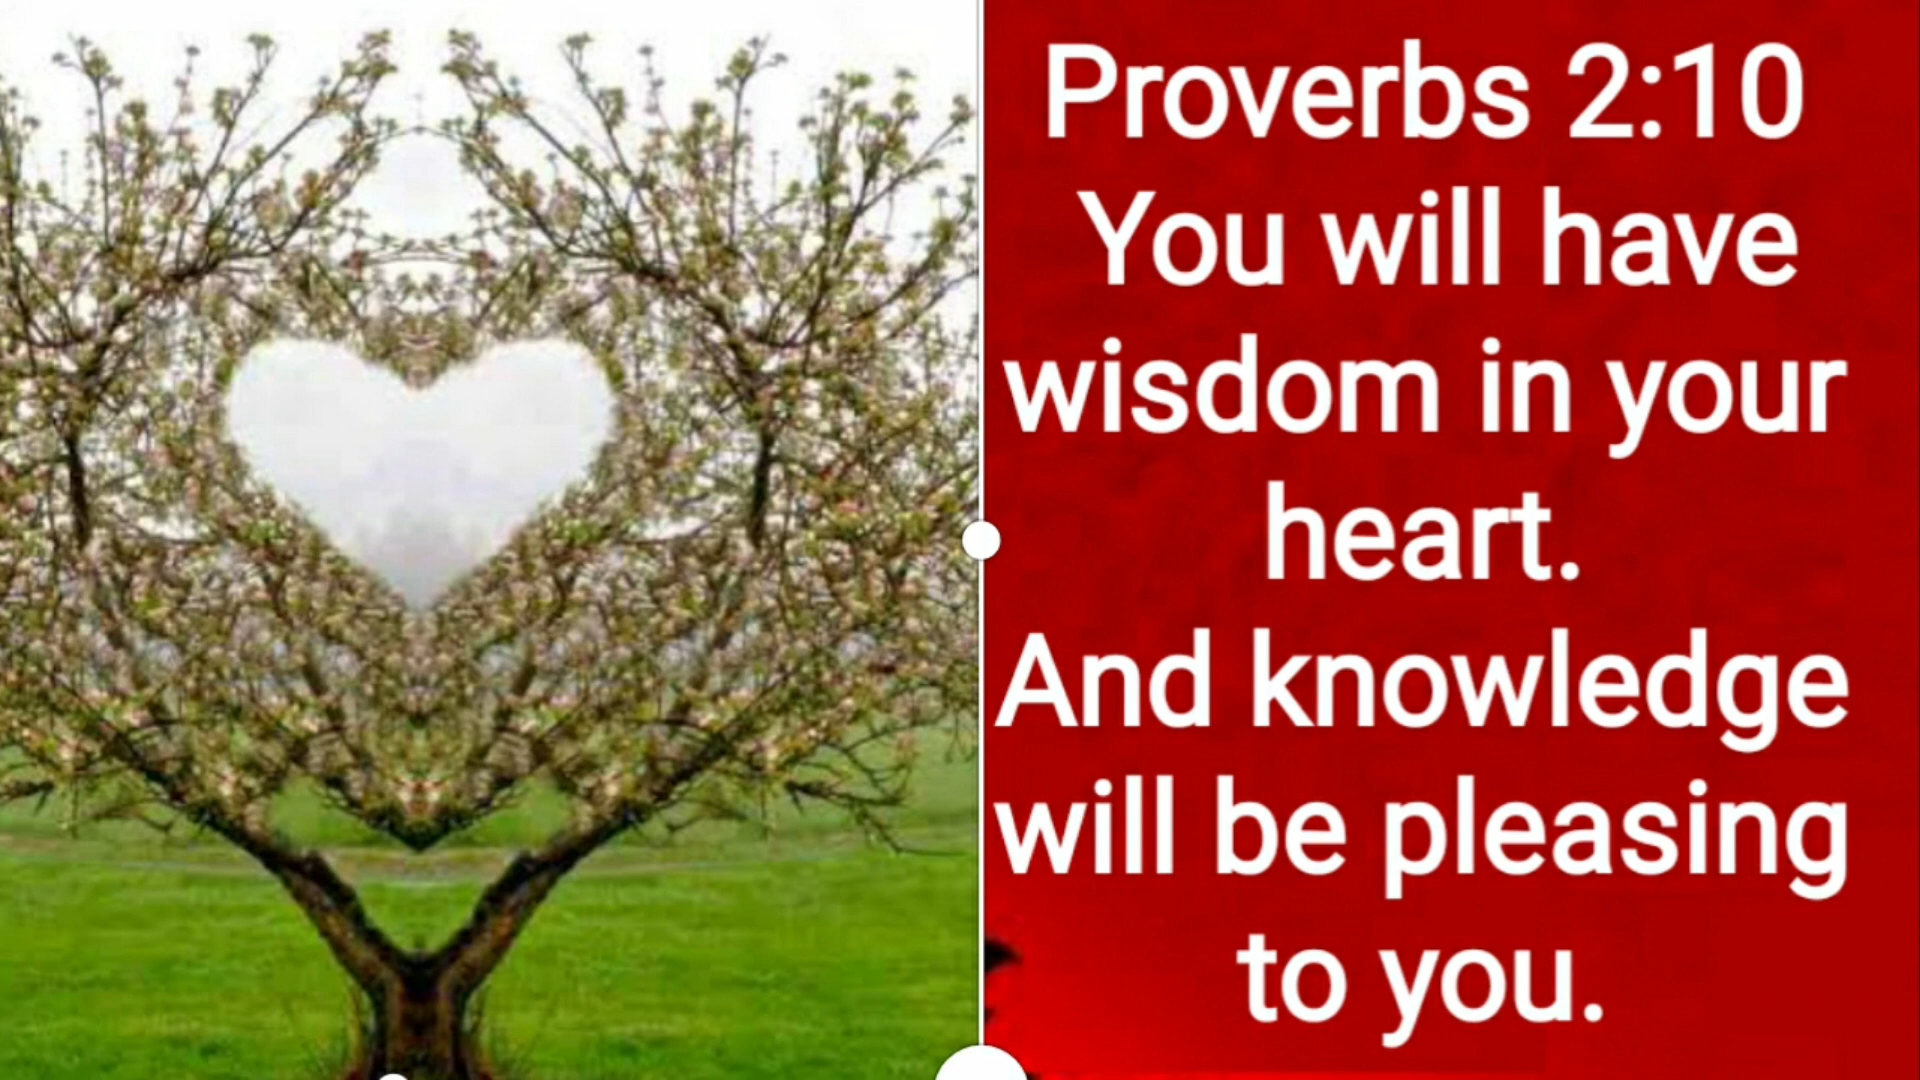 Proverbs 2:10
You will have
wisdom in your
heart.
And knowledge
will be pleasing
to you.